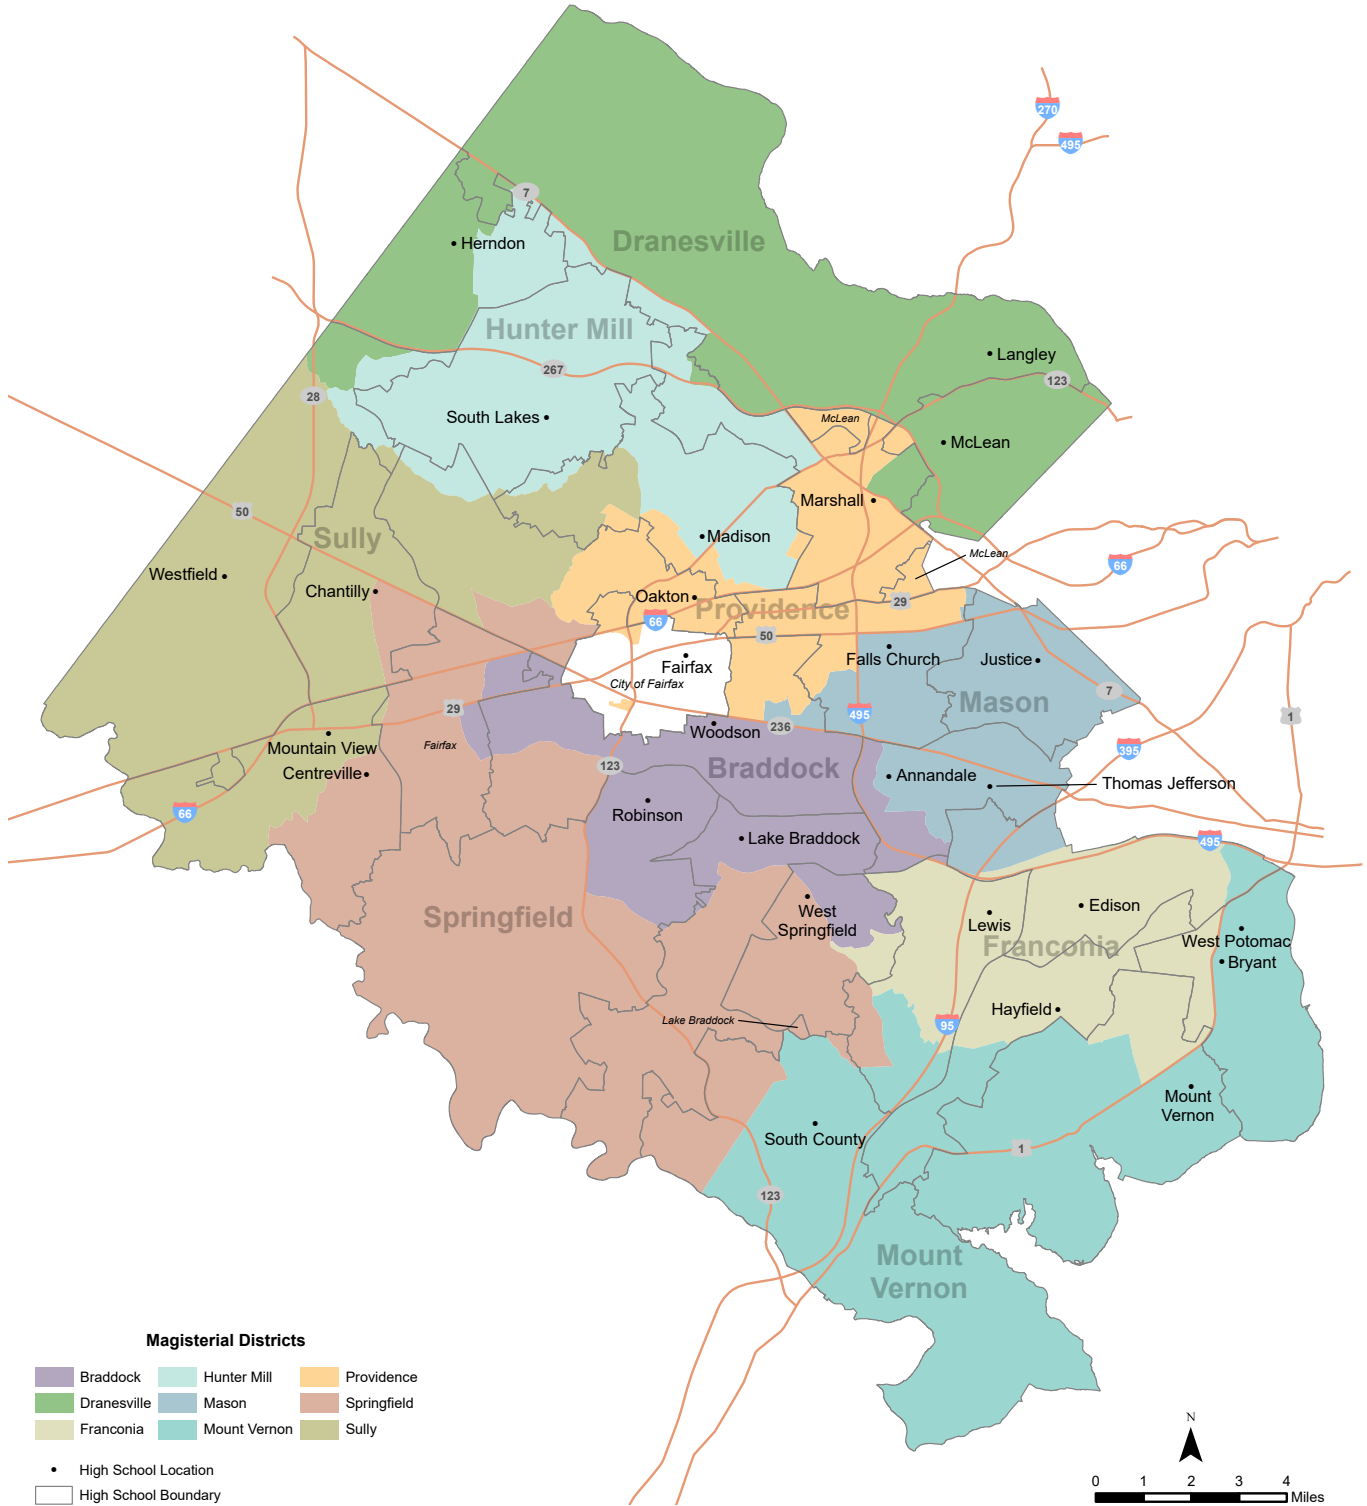 270
495
7
Herndon
Dranesville
Hunter Mill
Langley
267
123
28
McLean
South Lakes
McLean
Marshall
50
Sully
Madison
McLean
66
Westfield
Chantilly
Oakton
Providence
29
66
50
Fairfax
Falls Church
Justice
City of Fairfax
Mason
7
29
495
1
236
Woodson
Mountain View
Fairfax
395
123
Braddock
Centreville
Annandale
Thomas Jefferson
66
Robinson
Lake Braddock
495
West
Springfield
Edison
Springfield
Lewis
Franconia
West Potomac
Bryant
Hayfield
Lake Braddock
95
Mount
Vernon
South County
1
123
Mount
Vernon
Magisterial Districts
Braddock
Hunter Mill
Providence
Dranesville
Mason
Springfield
Franconia
Mount Vernon
Sully
High School Location
High School Boundary
N
0 1 2 3 4
Miles